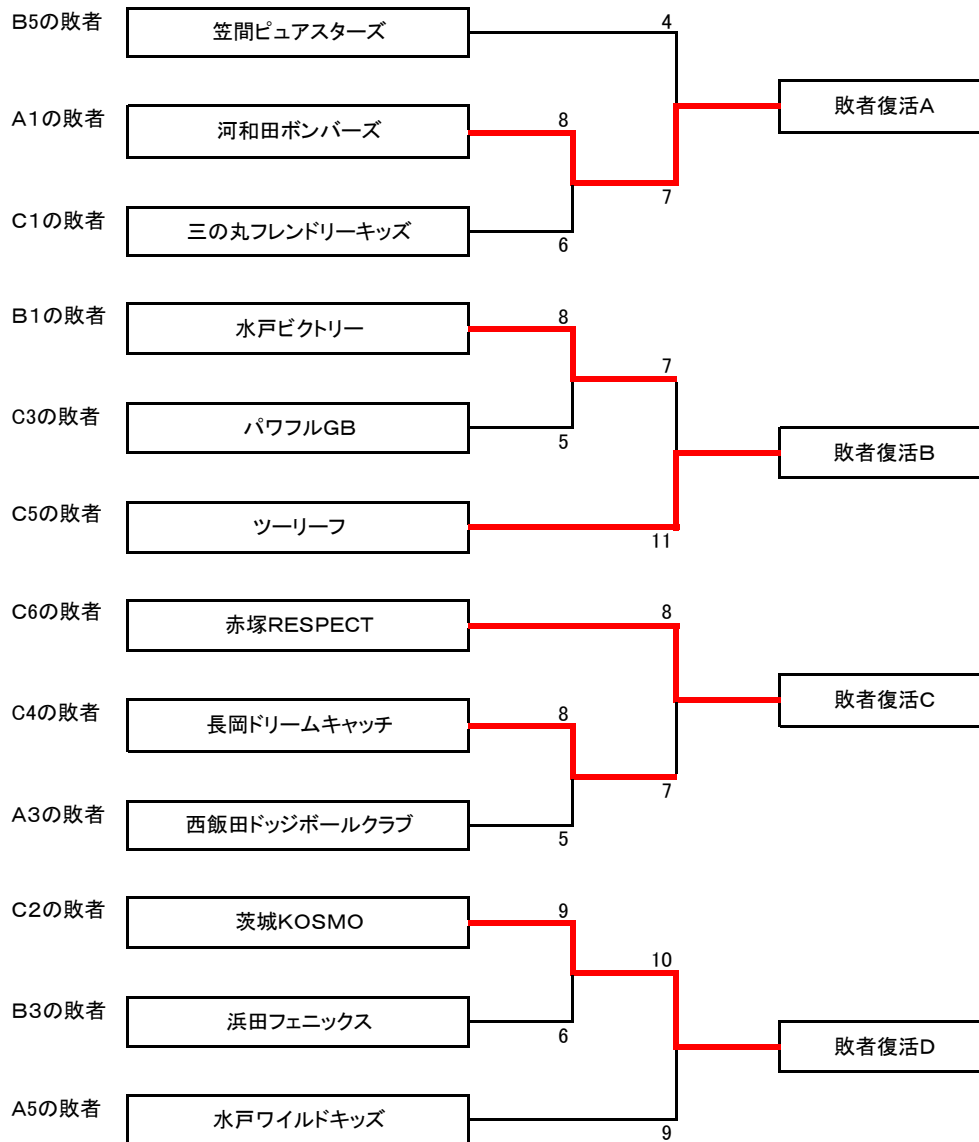 B5の敗者
笠間ピュアスターズ
4
敗者復活A
A1の敗者
河和田ボンバーズ
8
7
C1の敗者
三の丸フレンドリーキッズ
6
B1の敗者
水戸ビクトリー
8
7
C3の敗者
パワフルGB
5
敗者復活B
C5の敗者
ツーリーフ
11
C6の敗者
赤塚RESPECT
8
敗者復活C
C4の敗者
長岡ドリームキャッチ
8
7
A3の敗者
西飯田ドッジボールクラブ
5
C2の敗者
茨城KOSMO
9
10
B3の敗者
浜田フェニックス
6
敗者復活D
A5の敗者
水戸ワイルドキッズ
9